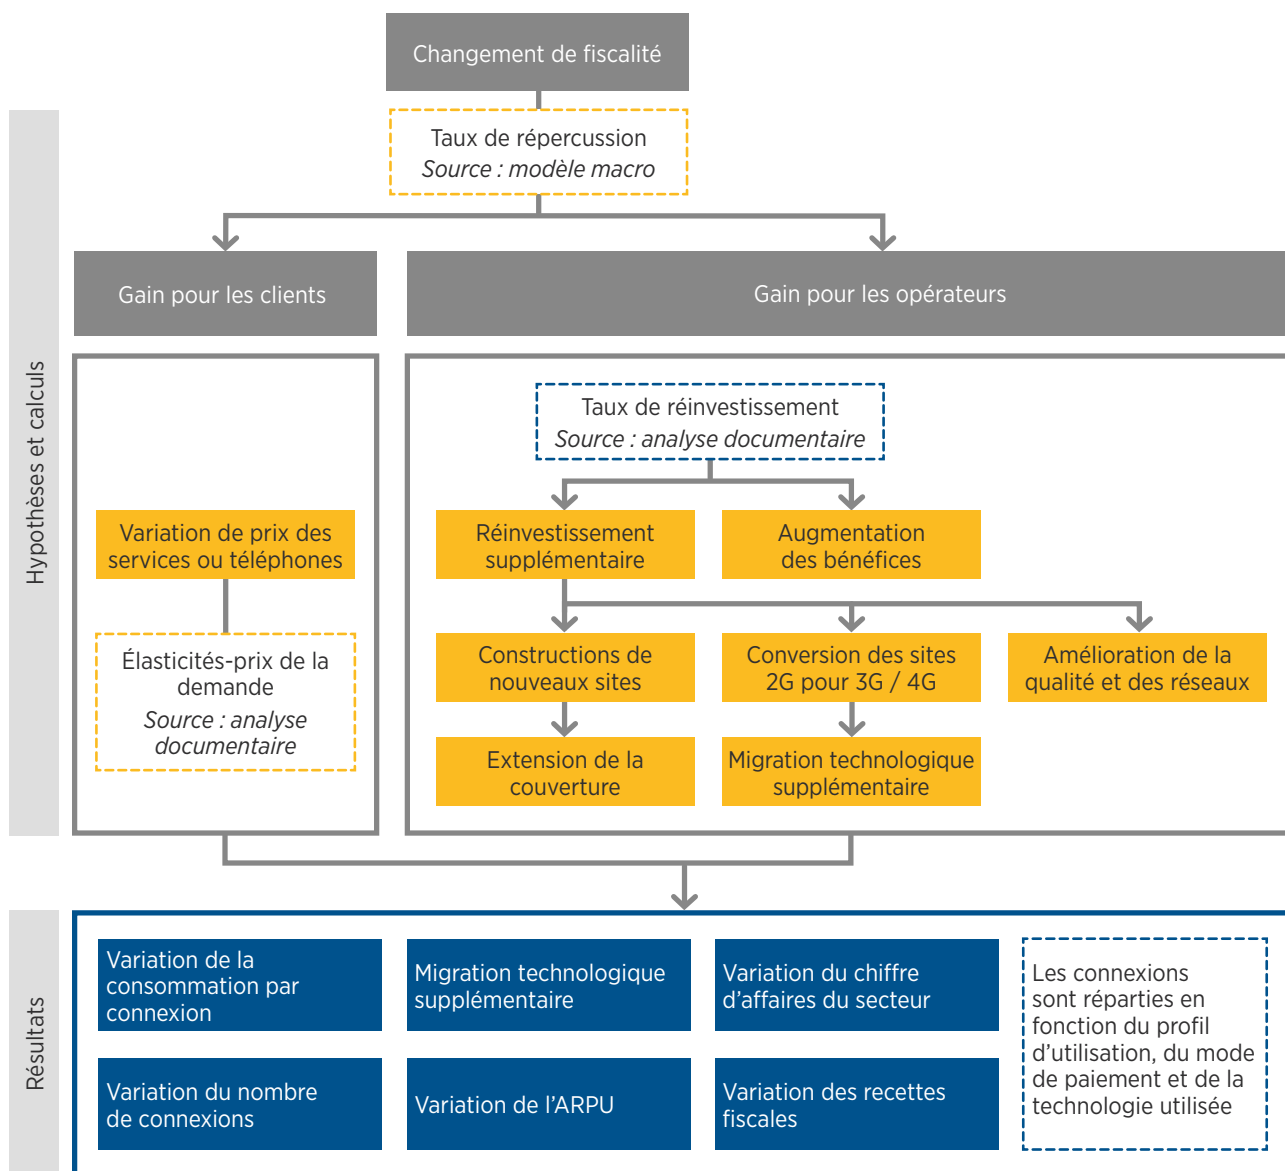 Changement de fiscalité
Taux de répercussion
Source : modèle macro
Hypothèses et calculs
Gain pour les clients
Gain pour les opérateurs
Taux de réinvestissement
Source : analyse documentaire
Variation de prix des
services ou téléphones
Réinvestissement
supplémentaire
Augmentation
des bénéfices
Élasticités-prix de la
demande
Source : analyse
documentaire
Constructions de
nouveaux sites
Conversion des sites
2G pour 3G / 4G
Amélioration de la
qualité et des réseaux
Extension de la
couverture
Migration technologique
supplémentaire
Résultats
Variation de la
consommation par
connexion
Migration technologique
supplémentaire
Variation du chiffre
d’affaires du secteur
Variation du nombre
de connexions
Variation de l’ARPU
Variation des recettes
fiscales
Les connexions
sont réparties en
fonction du profil
d’utilisation, du mode
de paiement et de la
technologie utilisée